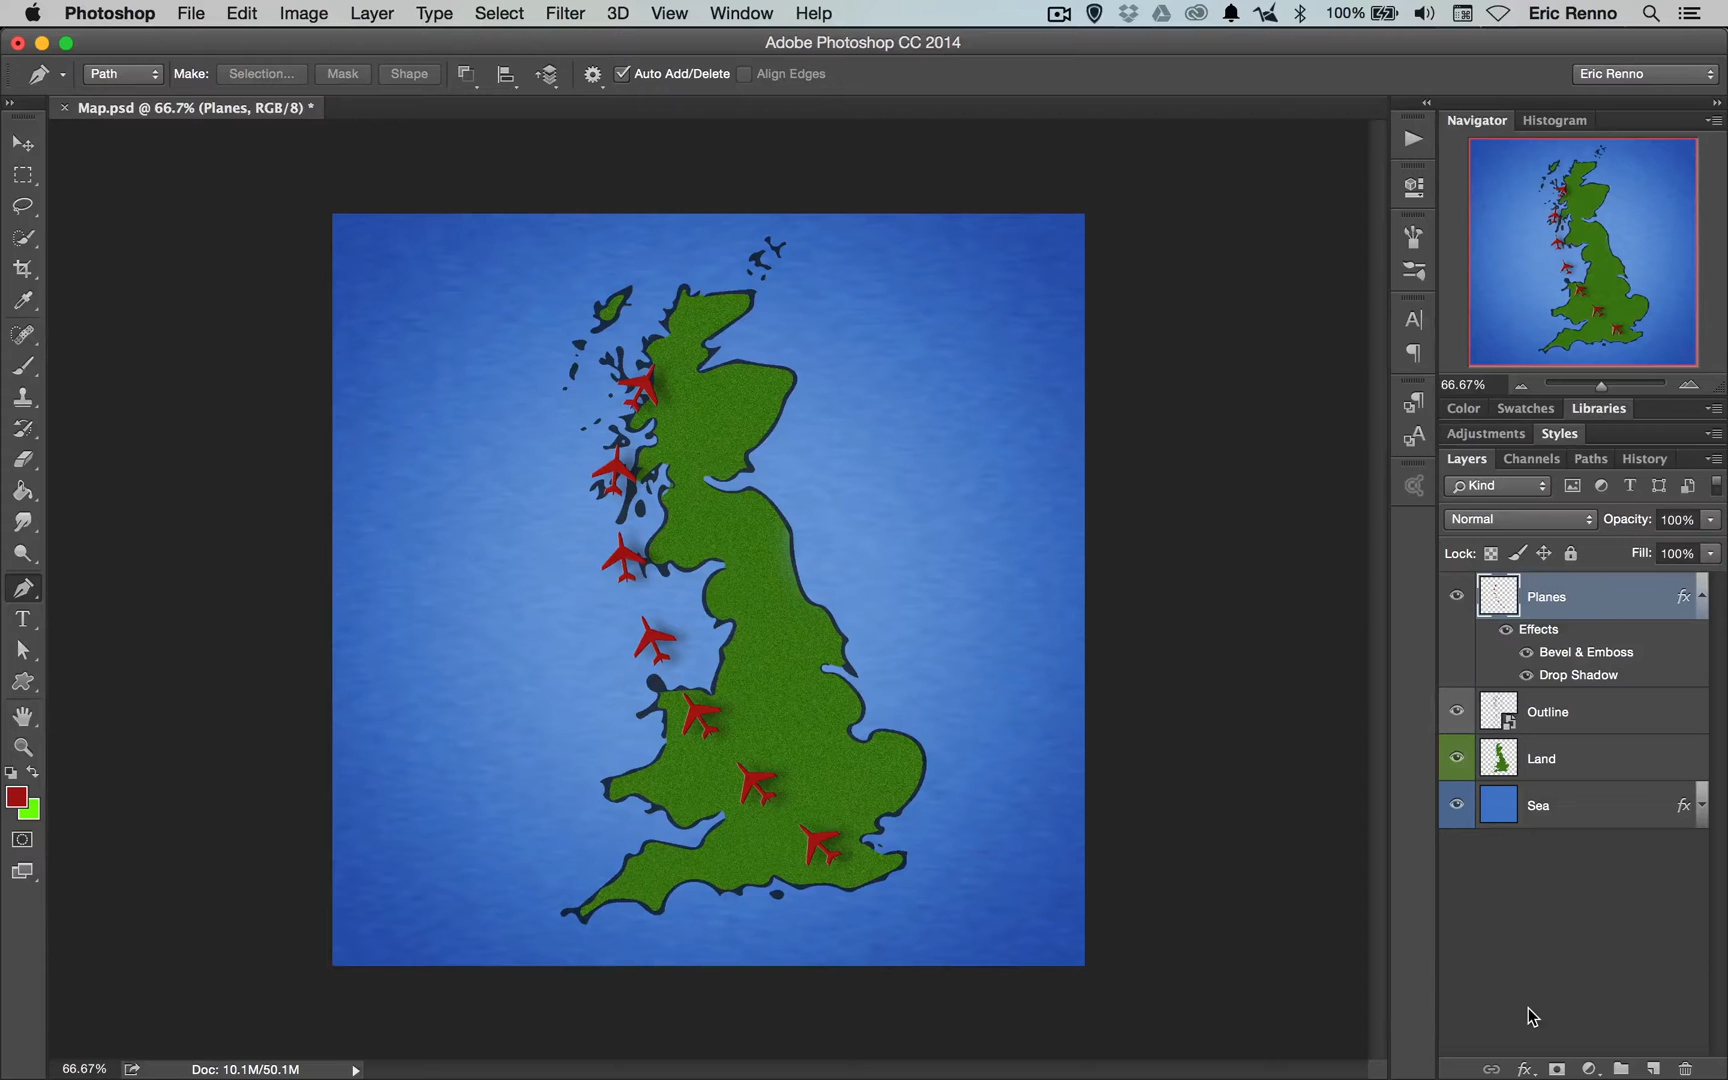 Photoshop File Edit Image Layer Type Select Filter 3D View Window Help 100% Eric Renno
Adobe Photoshop CC 2014
Path Make: Selection... Mask Shape Auto Add/Delete Align Edges Eric Renno
× Map.psd @ 66.7% (Planes, RGB/8) *
Navigator Histogram
66.67%
Color Swatches Libraries
Adjustments Styles
Layers Channels Paths History
Kind
Normal Opacity: 100%
Lock: Fill: 100%
Planes fx
Effects
Bevel & Emboss
Drop Shadow
Outline
Land
Sea fx
66.67% Doc: 10.1M/50.1M
fx